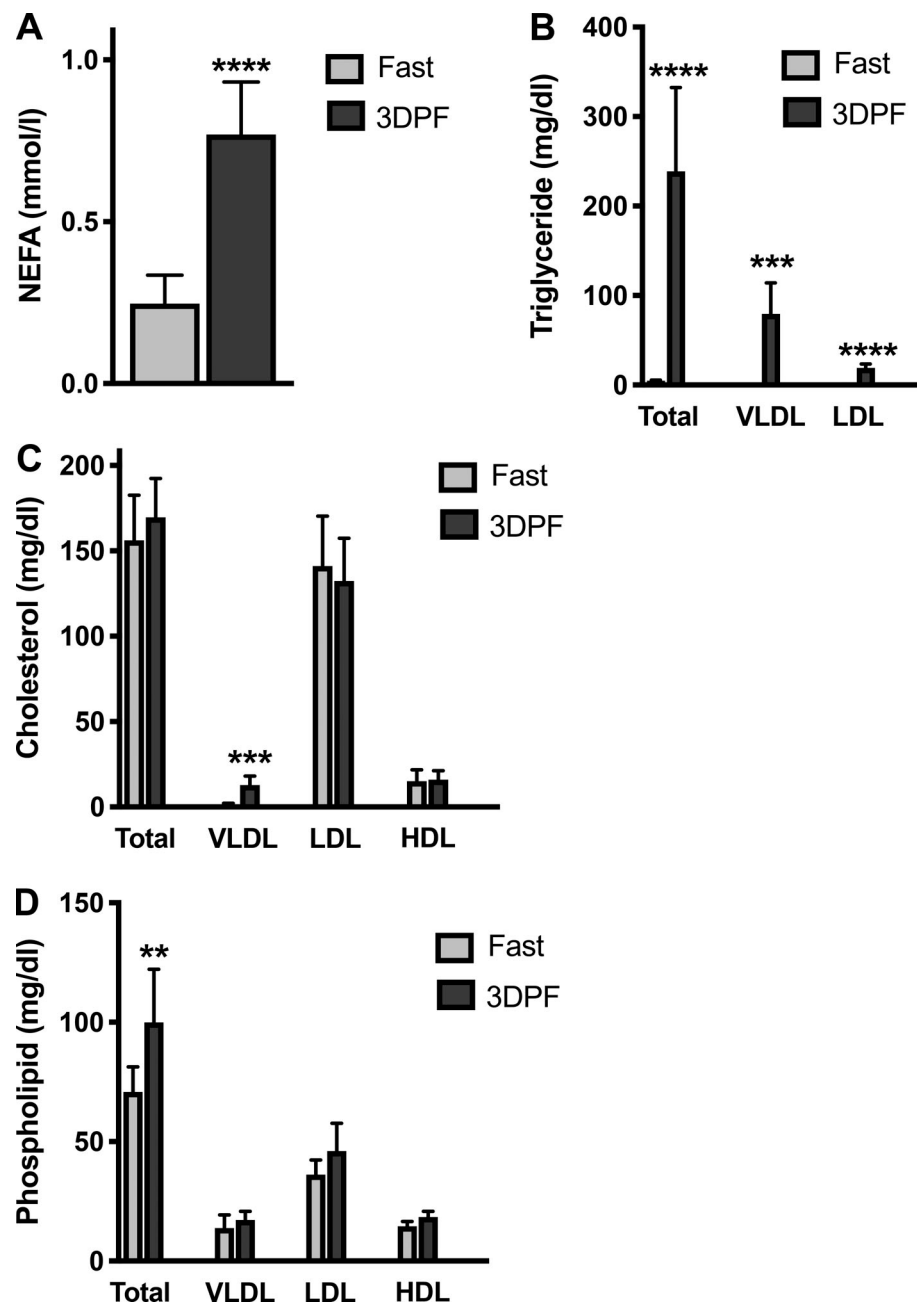 A
NEFA (mmol/l)
1.0
0.5
0.0
****
Fast
3DPF
B
Triglyceride (mg/dl)
400
300
200
100
0
****
***
****
Fast
3DPF
Total VLDL LDL
C
Cholesterol (mg/dl)
200
150
100
50
0
***
Fast
3DPF
Total VLDL LDL HDL
D
Phospholipid (mg/dl)
150
100
50
0
**
Fast
3DPF
Total VLDL LDL HDL